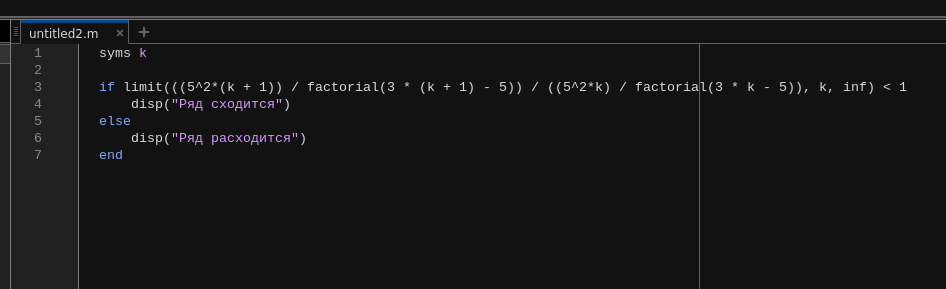 untitled2.m × +
1 syms k
2
3 if limit(((5^2*(k + 1)) / factorial(3 * (k + 1) - 5)) / ((5^2*k) / factorial(3 * k - 5)), k, inf) < 1
4     disp("Ряд сходится")
5 else
6     disp("Ряд расходится")
7 end